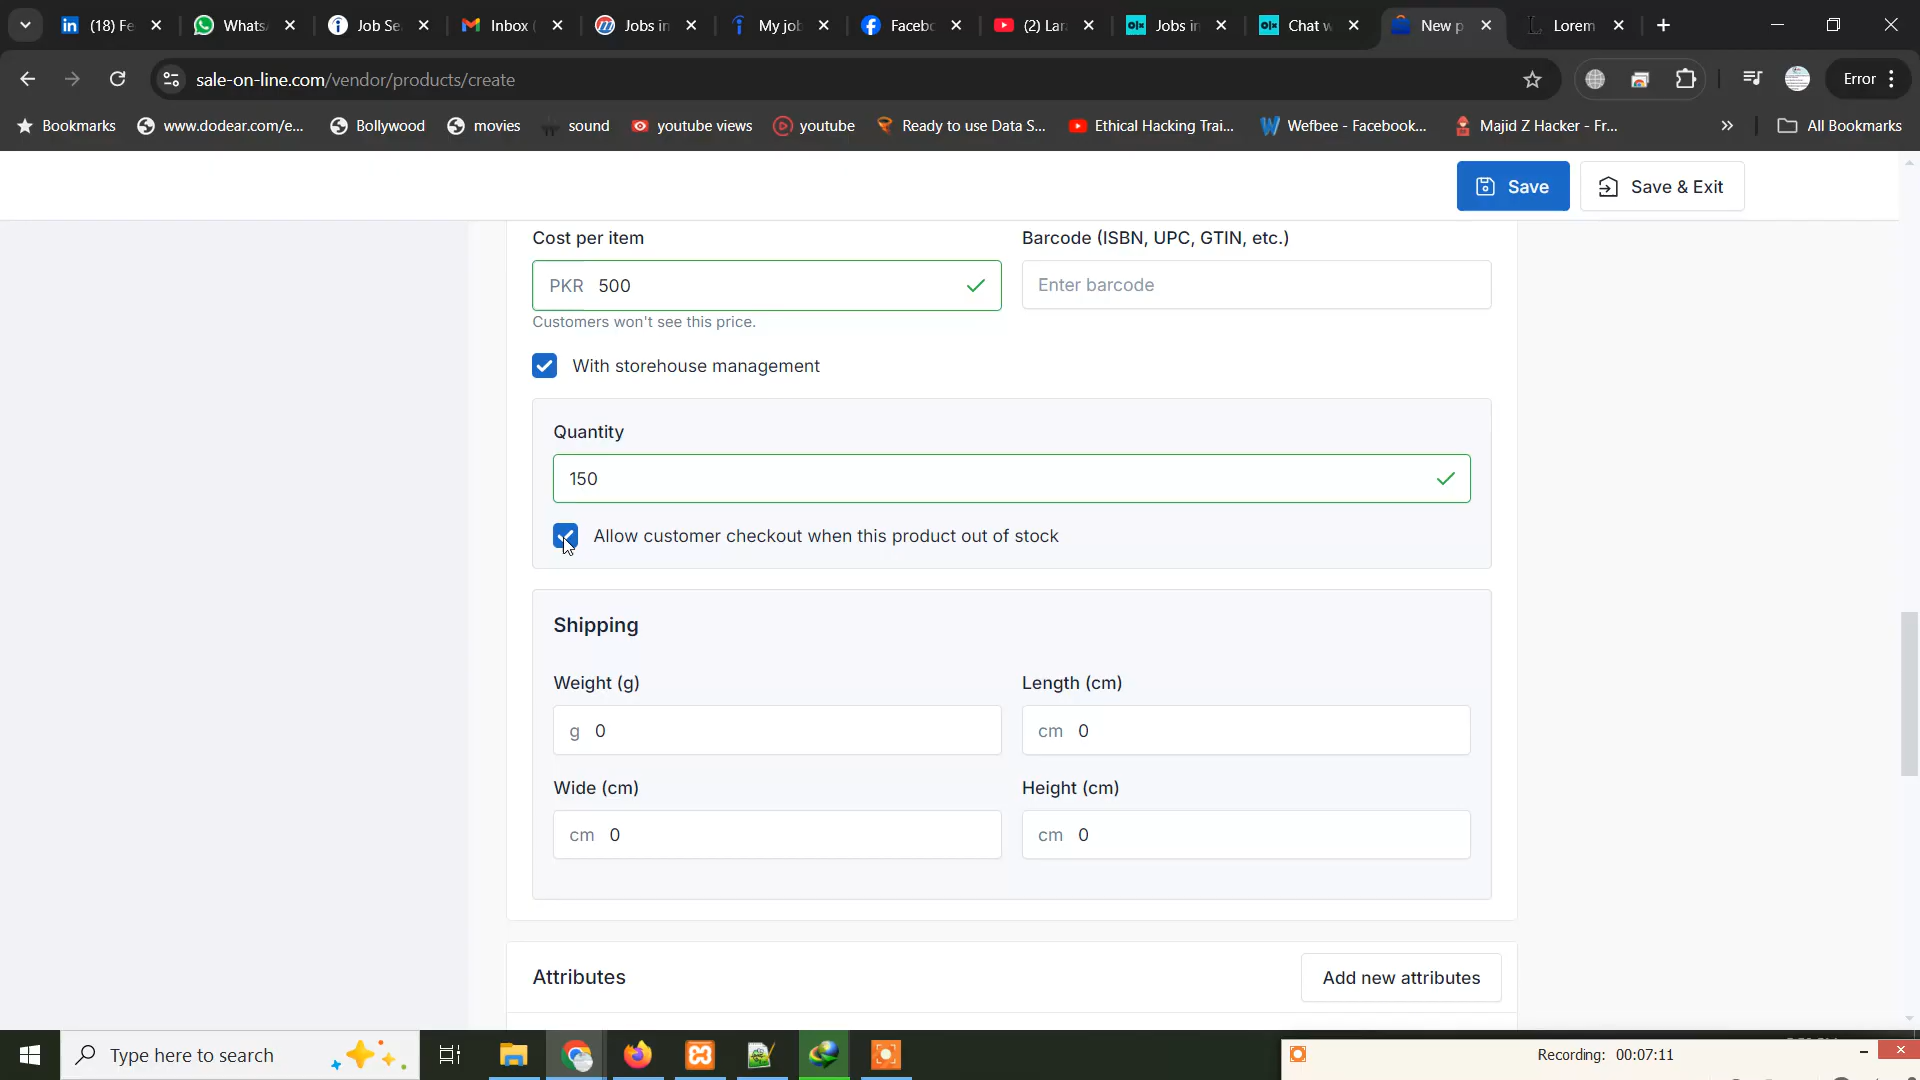 (18) Fe
Whats
Job Se
Inbox (
Jobs in
My jol
Facebo
(2) Lar
Jobs in
Chat w
New p
Lorem
sale-on-line.com/vendor/products/create
Error
Bookmarks
www.dodear.com/e...
Bollywood
movies
sound
youtube views
youtube
Ready to use Data S...
Ethical Hacking Trai...
Wefbee - Facebook...
Majid Z Hacker - Fr...
All Bookmarks
Save
Save & Exit
Cost per item
Barcode (ISBN, UPC, GTIN, etc.)
PKR 500
Enter barcode
Customers won't see this price.
With storehouse management
Quantity
150
Allow customer checkout when this product out of stock
Shipping
Weight (g)
Length (cm)
g 0
cm 0
Wide (cm)
Height (cm)
cm 0
cm 0
Attributes
Add new attributes
Type here to search
Recording: 00:07:11